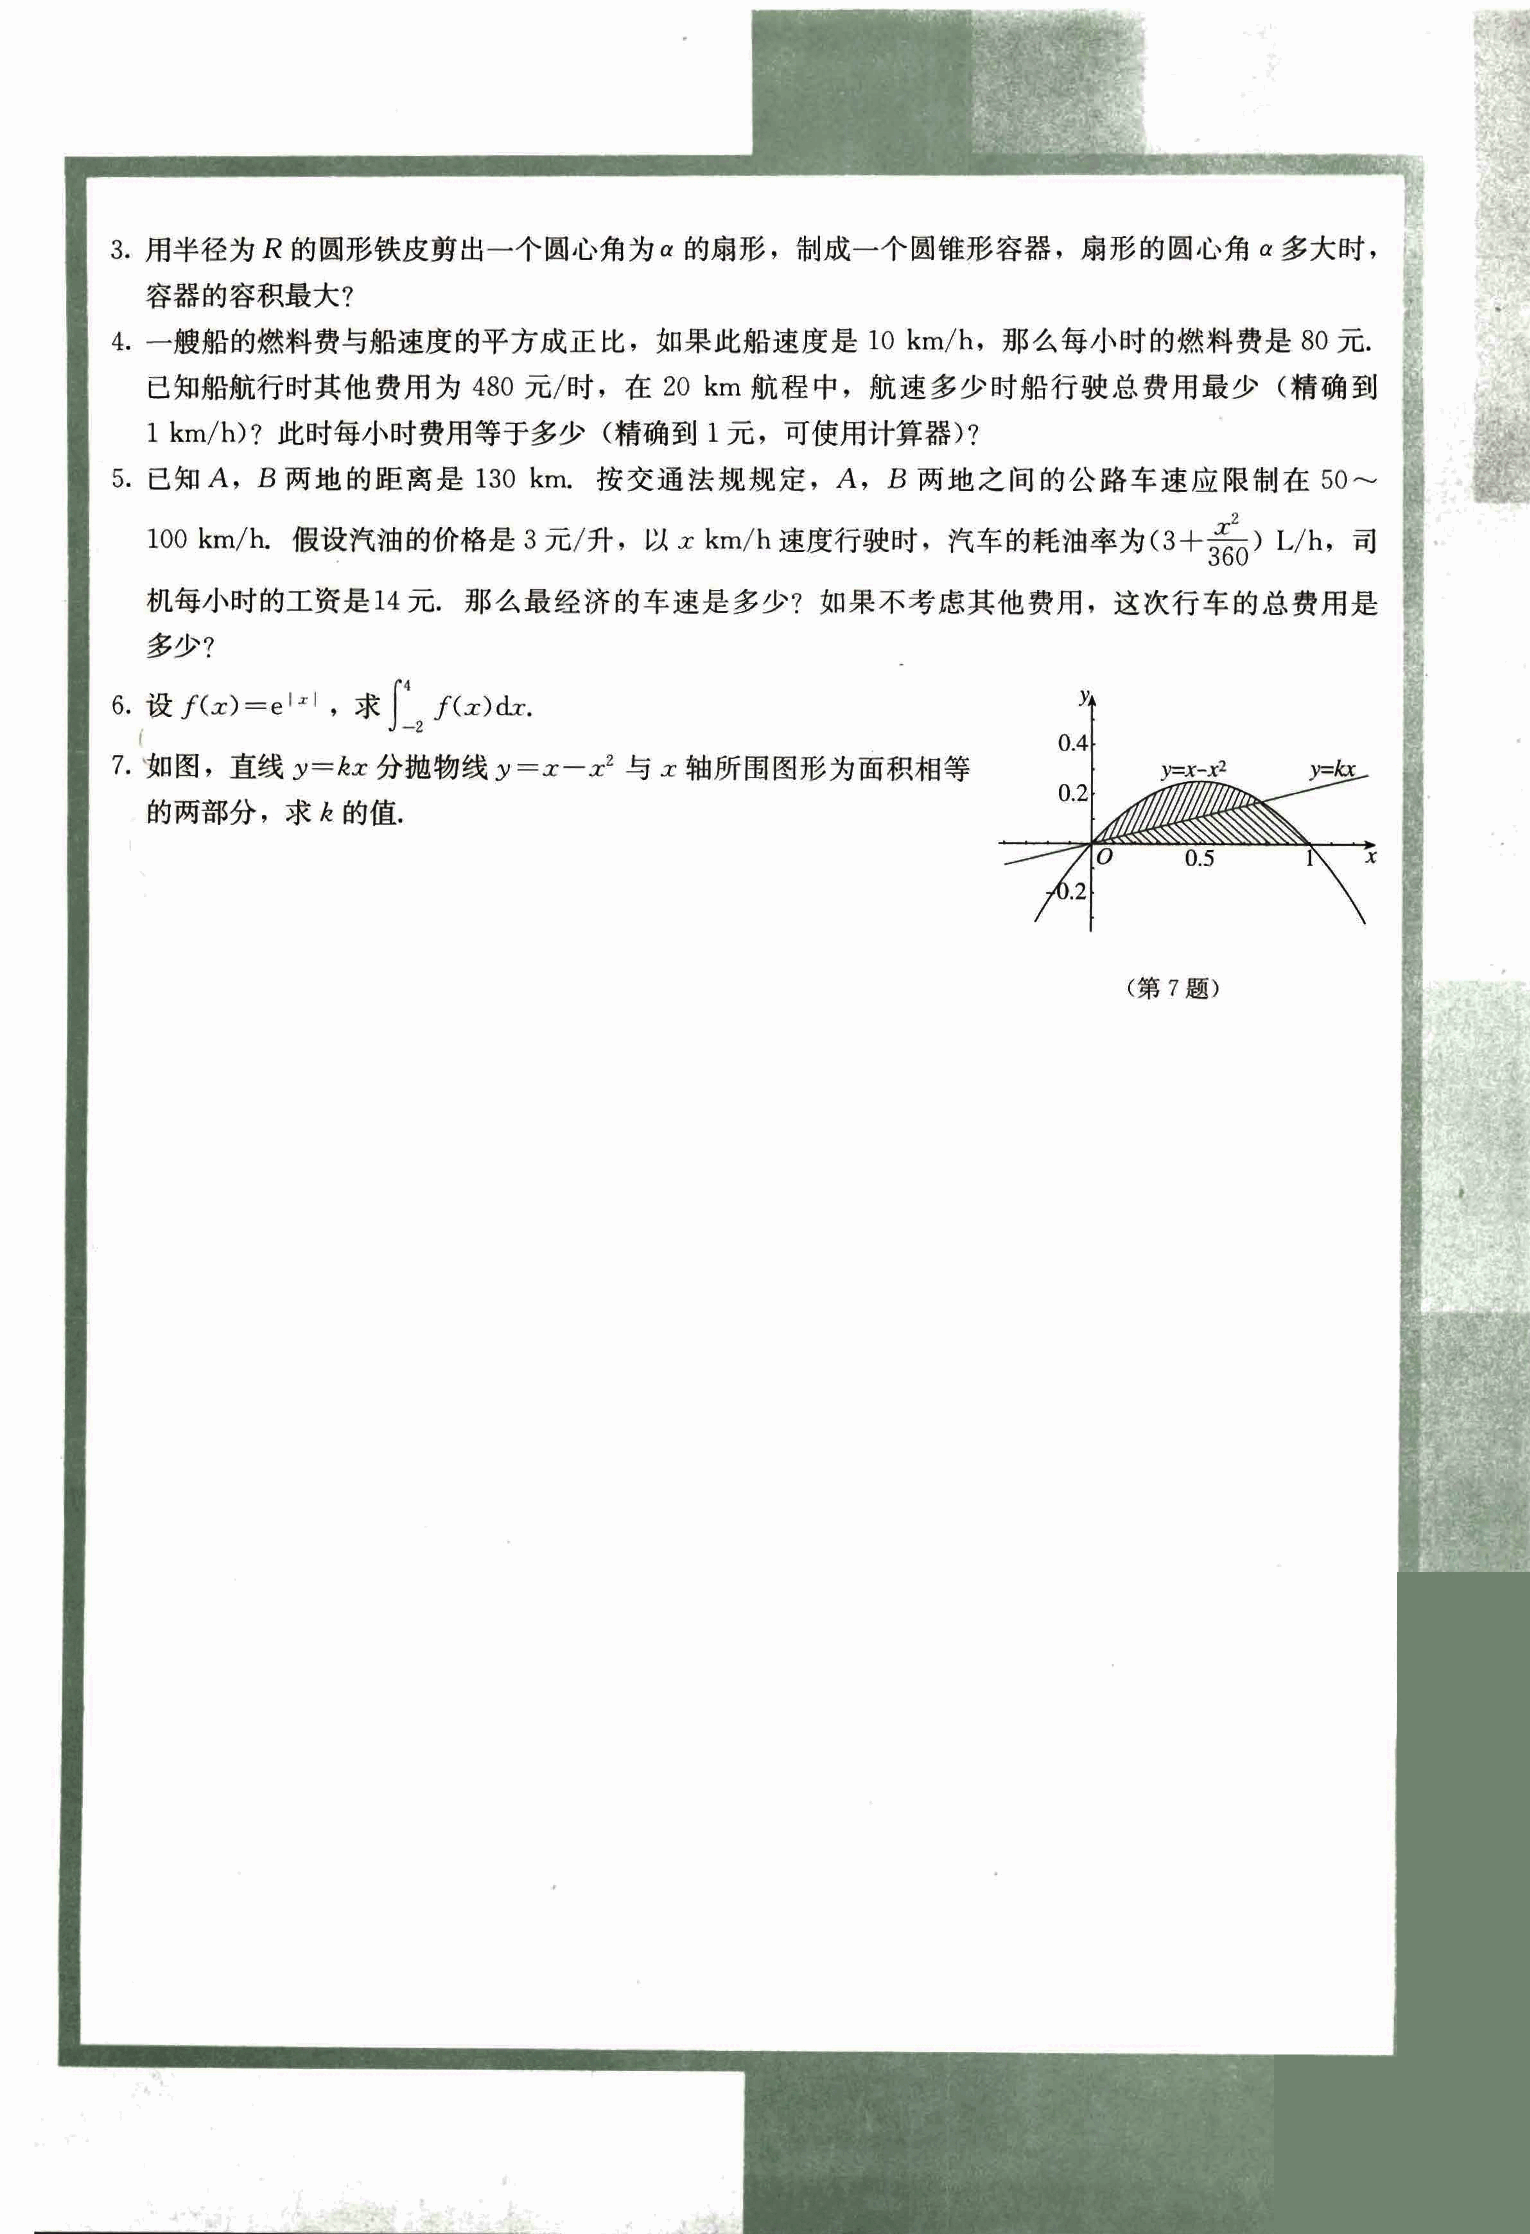 3. 用半径为 R 的圆形铁皮剪出一个圆心角为 α 的扇形，制成一个圆锥形容器，扇形的圆心角 α 多大时，
容器的容积最大?
4. 一艘船的燃料费与船速度的平方成正比，如果此船速度是 10 km/h，那么每小时的燃料费是 80 元.
已知船航行时其他费用为 480 元/时，在 20 km 航程中，航速多少时船行驶总费用最少（精确到
1 km/h)? 此时每小时费用等于多少（精确到 1 元，可使用计算器)?
5. 已知 A，B 两地的距离是 130 km. 按交通法规规定，A，B 两地之间的公路车速应限制在 50～
100 km/h. 假设汽油的价格是 3 元/升，以 x km/h 速度行驶时，汽车的耗油率为(3+x²/360) L/h，司
机每小时的工资是14 元. 那么最经济的车速是多少? 如果不考虑其他费用，这次行车的总费用是
多少?
6. 设 f(x)=e^|x|，求 ∫_{-2}^{4} f(x)dx.
7. 如图，直线 y=kx 分抛物线 y=x−x² 与 x 轴所围图形为面积相等
的两部分，求 k 的值.
y
0.4
y=x-x²
y=kx
0.2
O
0.5
1
x
-0.2
（第 7 题）